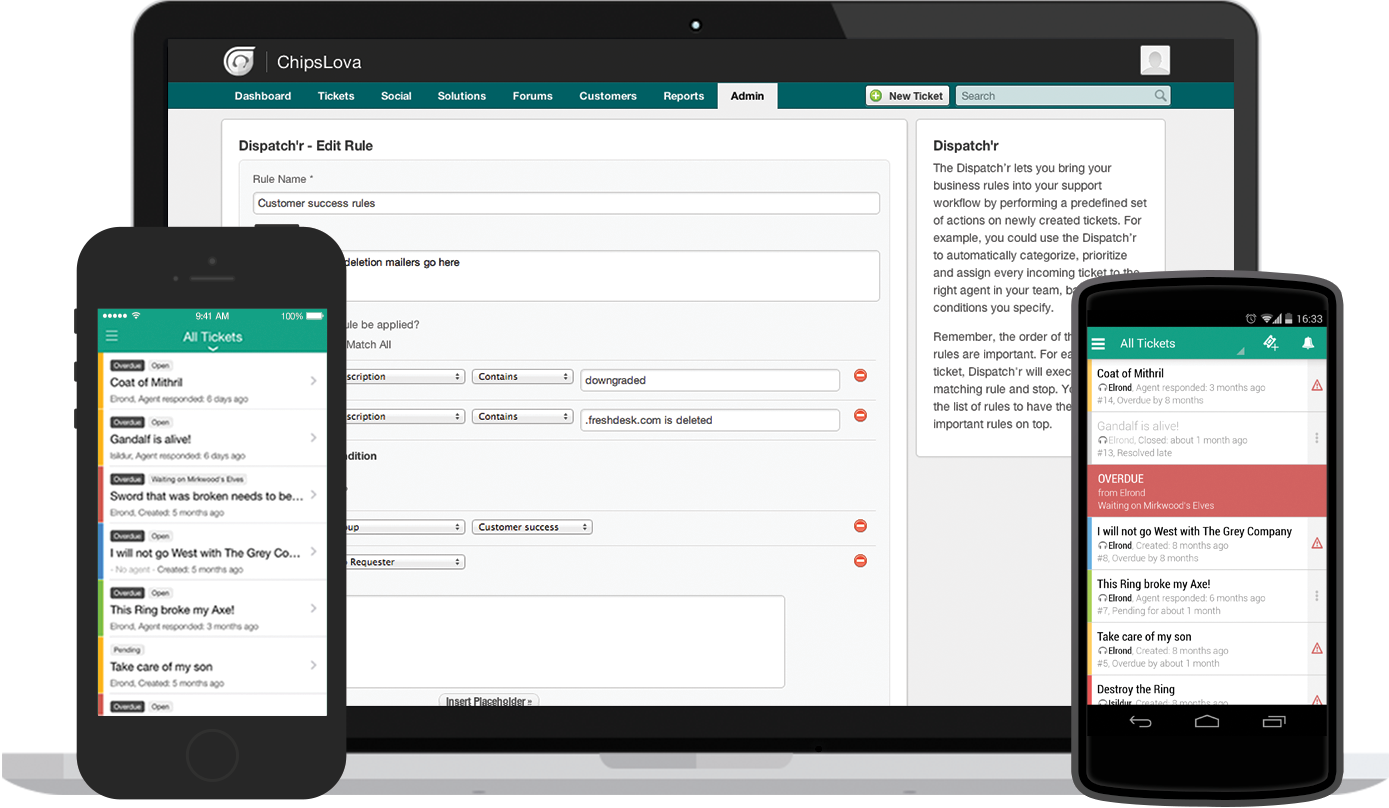 ChipsLova
Dashboard Tickets Social Solutions Forums Customers Reports Admin
New Ticket
Search
Dispatch'r - Edit Rule
Rule Name *
Customer success rules
deletion mailers go here
be applied?
Match All
Contains
downgraded
Contains
.freshdesk.com is deleted
Customer success
Requester
Insert Placeholder »
Dispatch'r
The Dispatch'r lets you bring your
business rules into your support
workflow by performing a predefined set
of actions on newly created tickets. For
example, you could use the Dispatch'r
to automatically categorize, prioritize
and assign every incoming ticket to the
right agent in your team, ba
conditions you specify.
Remember, the order of th
rules are important. For ea
ticket, Dispatch'r will exec
matching rule and stop. Yo
the list of rules to have the
important rules on top.
9:41 AM 100%
All Tickets
Overdue Open
Coat of Mithril
Elrond, Agent responded: 6 days ago
Overdue Open
Gandalf is alive!
Isildur, Agent responded: 6 days ago
Overdue Waiting on Mirkwood's Elves
Sword that was broken needs to be...
Elrond, Created: 5 months ago
Overdue Open
I will not go West with The Grey Co...
- No agent - Created: 5 months ago
Overdue Open
This Ring broke my Axe!
Elrond, Agent responded: 3 months ago
Pending
Take care of my son
Elrond, Created: 5 months ago
Overdue Open
16:33
All Tickets
Coat of Mithril
Elrond, Agent responded: 3 months ago
#14, Overdue by 8 months
Gandalf is alive!
Elrond, Closed: about 1 month ago
#13, Resolved late
OVERDUE
from Elrond
Waiting on Mirkwood's Elves
I will not go West with The Grey Company
Elrond, Created: 8 months ago
#8, Overdue by 8 months
This Ring broke my Axe!
Elrond, Agent responded: 6 months ago
#7, Pending for about 1 month
Take care of my son
Elrond, Created: 8 months ago
#5, Overdue by about 1 month
Destroy the Ring
Isildur, Created: 8 months ago